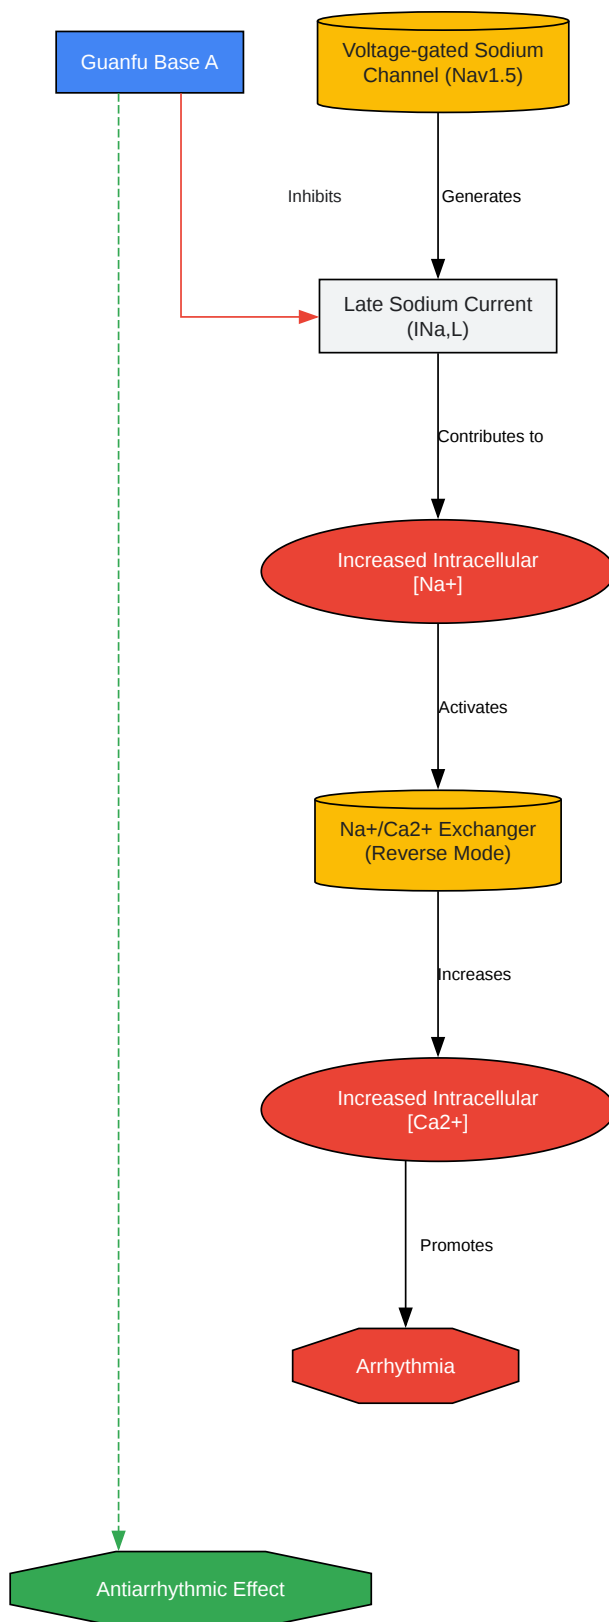 Guanfu Base A
Voltage-gated Sodium
Channel (Nav1.5)
Inhibits
Generates
Late Sodium Current
(INa,L)
Contributes to
Increased Intracellular
[Na+]
Activates
Na+/Ca2+ Exchanger
(Reverse Mode)
Increases
Increased Intracellular
[Ca2+]
Promotes
Arrhythmia
Antiarrhythmic Effect